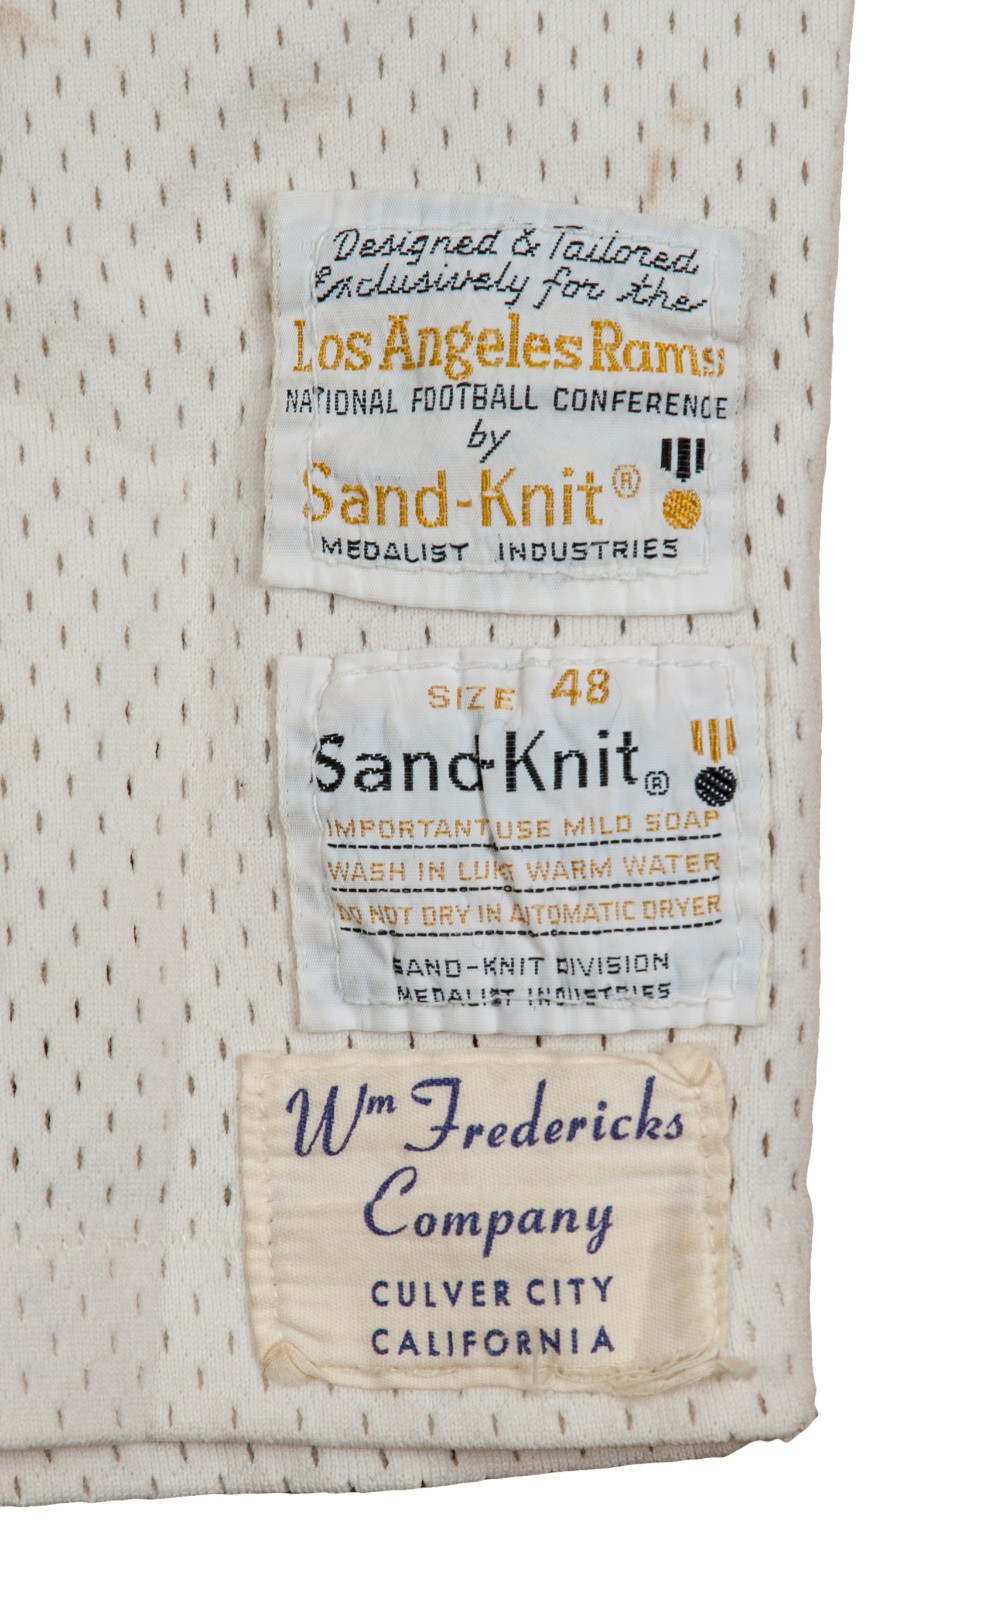 Designed & Tailored
Exclusively for the
Los Angeles Rams
NATIONAL FOOTBALL CONFERENCE
by
Sand-Knit®
MEDALIST INDUSTRIES
SIZE 48
Sand-Knit®
IMPORTANT USE MILD SOAP
WASH IN LUKE WARM WATER
DO NOT DRY IN AUTOMATIC DRYER
SAND-KNIT DIVISION
MEDALIST INDUSTRIES
Wm Fredericks
Company
CULVER CITY
CALIFORNIA